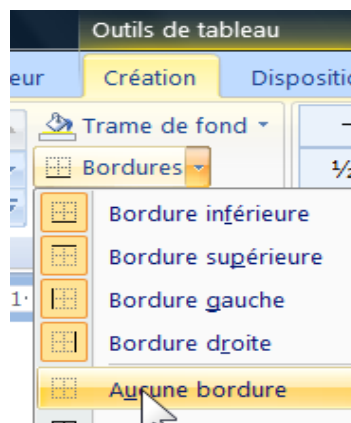 Outils de tableau
eur Création Dispositio
Trame de fond
Bordures ½
Bordure inférieure
Bordure supérieure
Bordure gauche
1· Bordure droite
Aucune bordure